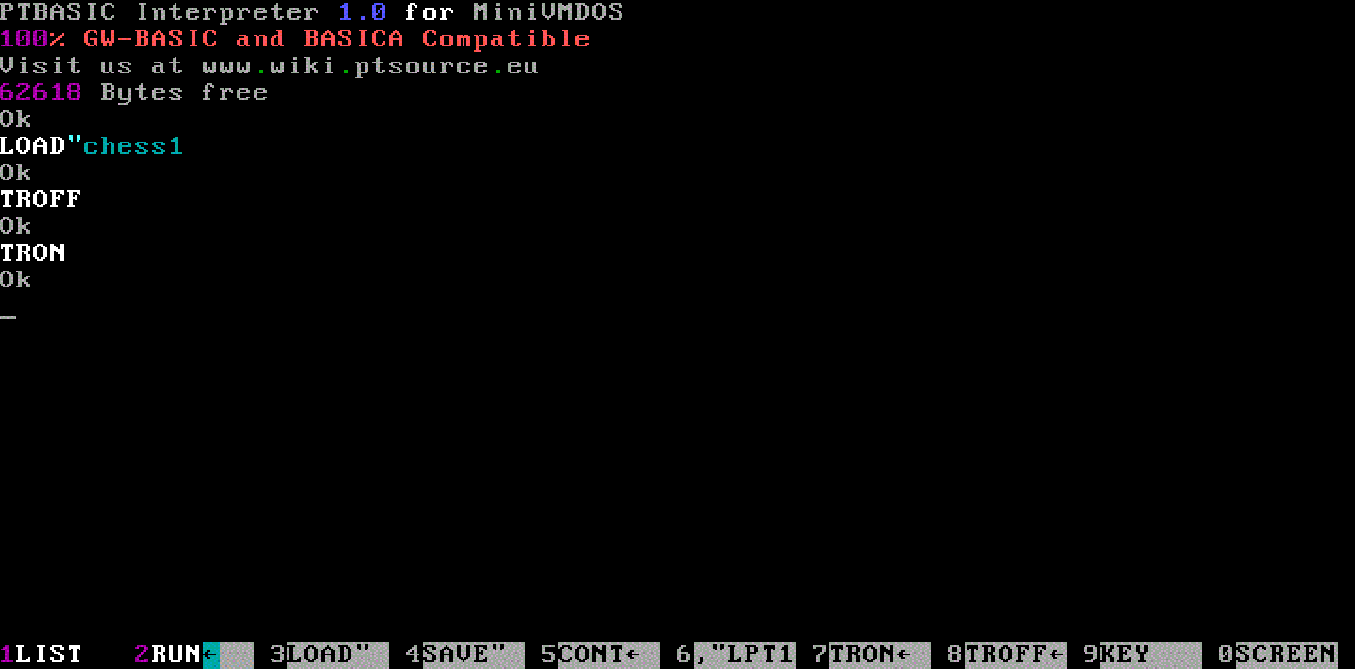 PTBASIC Interpreter 1.0 for MiniVMDOS
100% GW-BASIC and BASICA Compatible
Visit us at www.wiki.ptsource.eu
62618 Bytes free
Ok
LOAD"chess1
Ok
TROFF
Ok
TRON
Ok
_
1LIST 2RUN← 3LOAD" 4SAVE" 5CONT← 6,"LPT1 7TRON← 8TROFF← 9KEY 0SCREEN